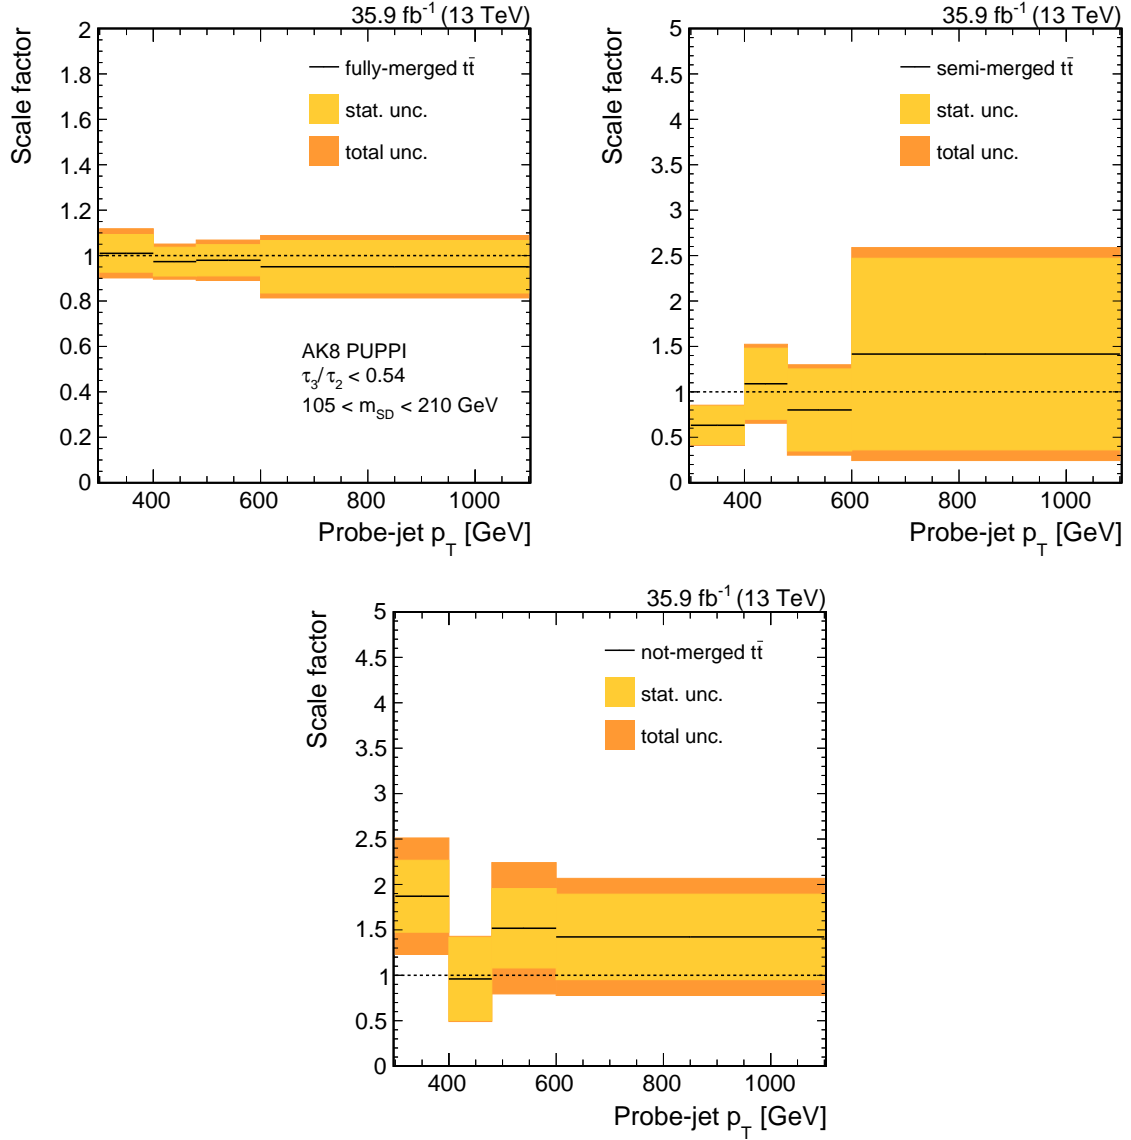 35.9 fb⁻¹ (13 TeV)
Scale factor
2
1.8
1.6
1.4
1.2
1
0.8
0.6
0.4
0.2
0
fully-merged tt̄
stat. unc.
total unc.
AK8 PUPPI
τ₃/τ₂ < 0.54
105 < m_SD < 210 GeV
400 600 800 1000
Probe-jet p_T [GeV]
35.9 fb⁻¹ (13 TeV)
Scale factor
5
4.5
4
3.5
3
2.5
2
1.5
1
0.5
0
semi-merged tt̄
stat. unc.
total unc.
400 600 800 1000
Probe-jet p_T [GeV]
35.9 fb⁻¹ (13 TeV)
Scale factor
5
4.5
4
3.5
3
2.5
2
1.5
1
0.5
0
not-merged tt̄
stat. unc.
total unc.
400 600 800 1000
Probe-jet p_T [GeV]